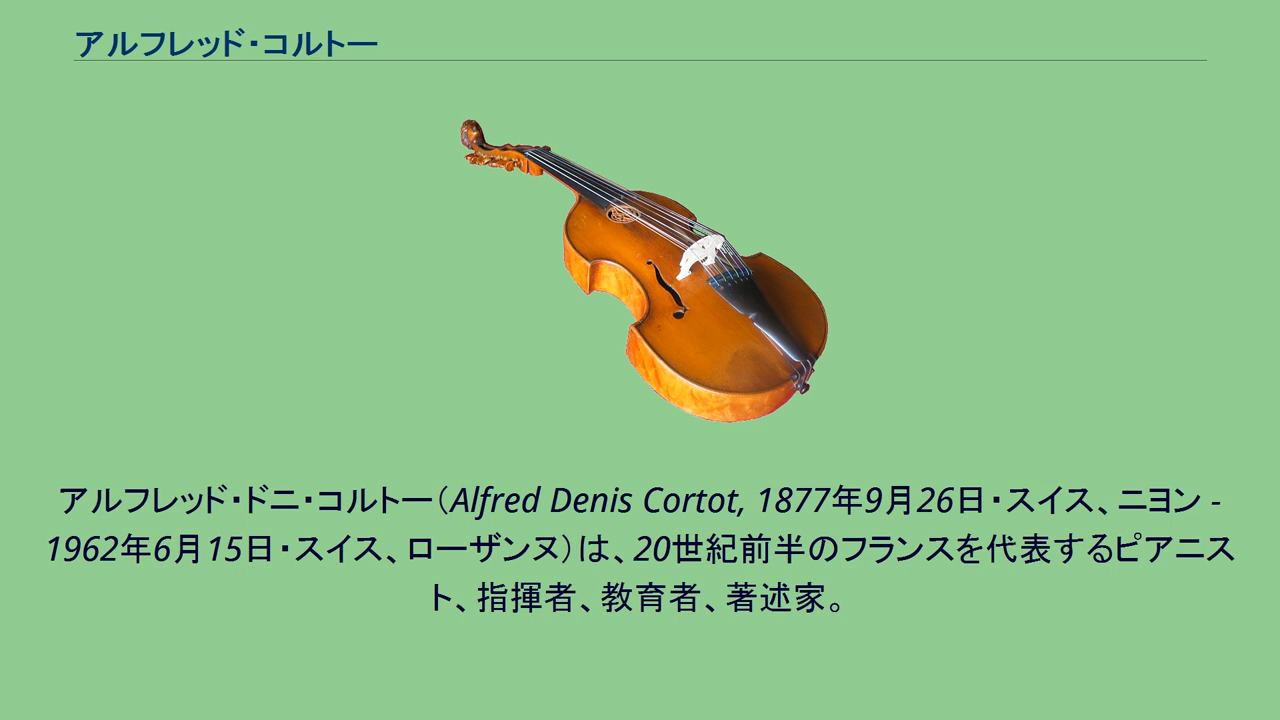 アルフレッド・コルトー
アルフレッド・ドニ・コルトー（Alfred Denis Cortot, 1877年9月26日・スイス、ニヨン -
1962年6月15日・スイス、ローザンヌ）は、20世紀前半のフランスを代表するピアニス
ト、指揮者、教育者、著述家。